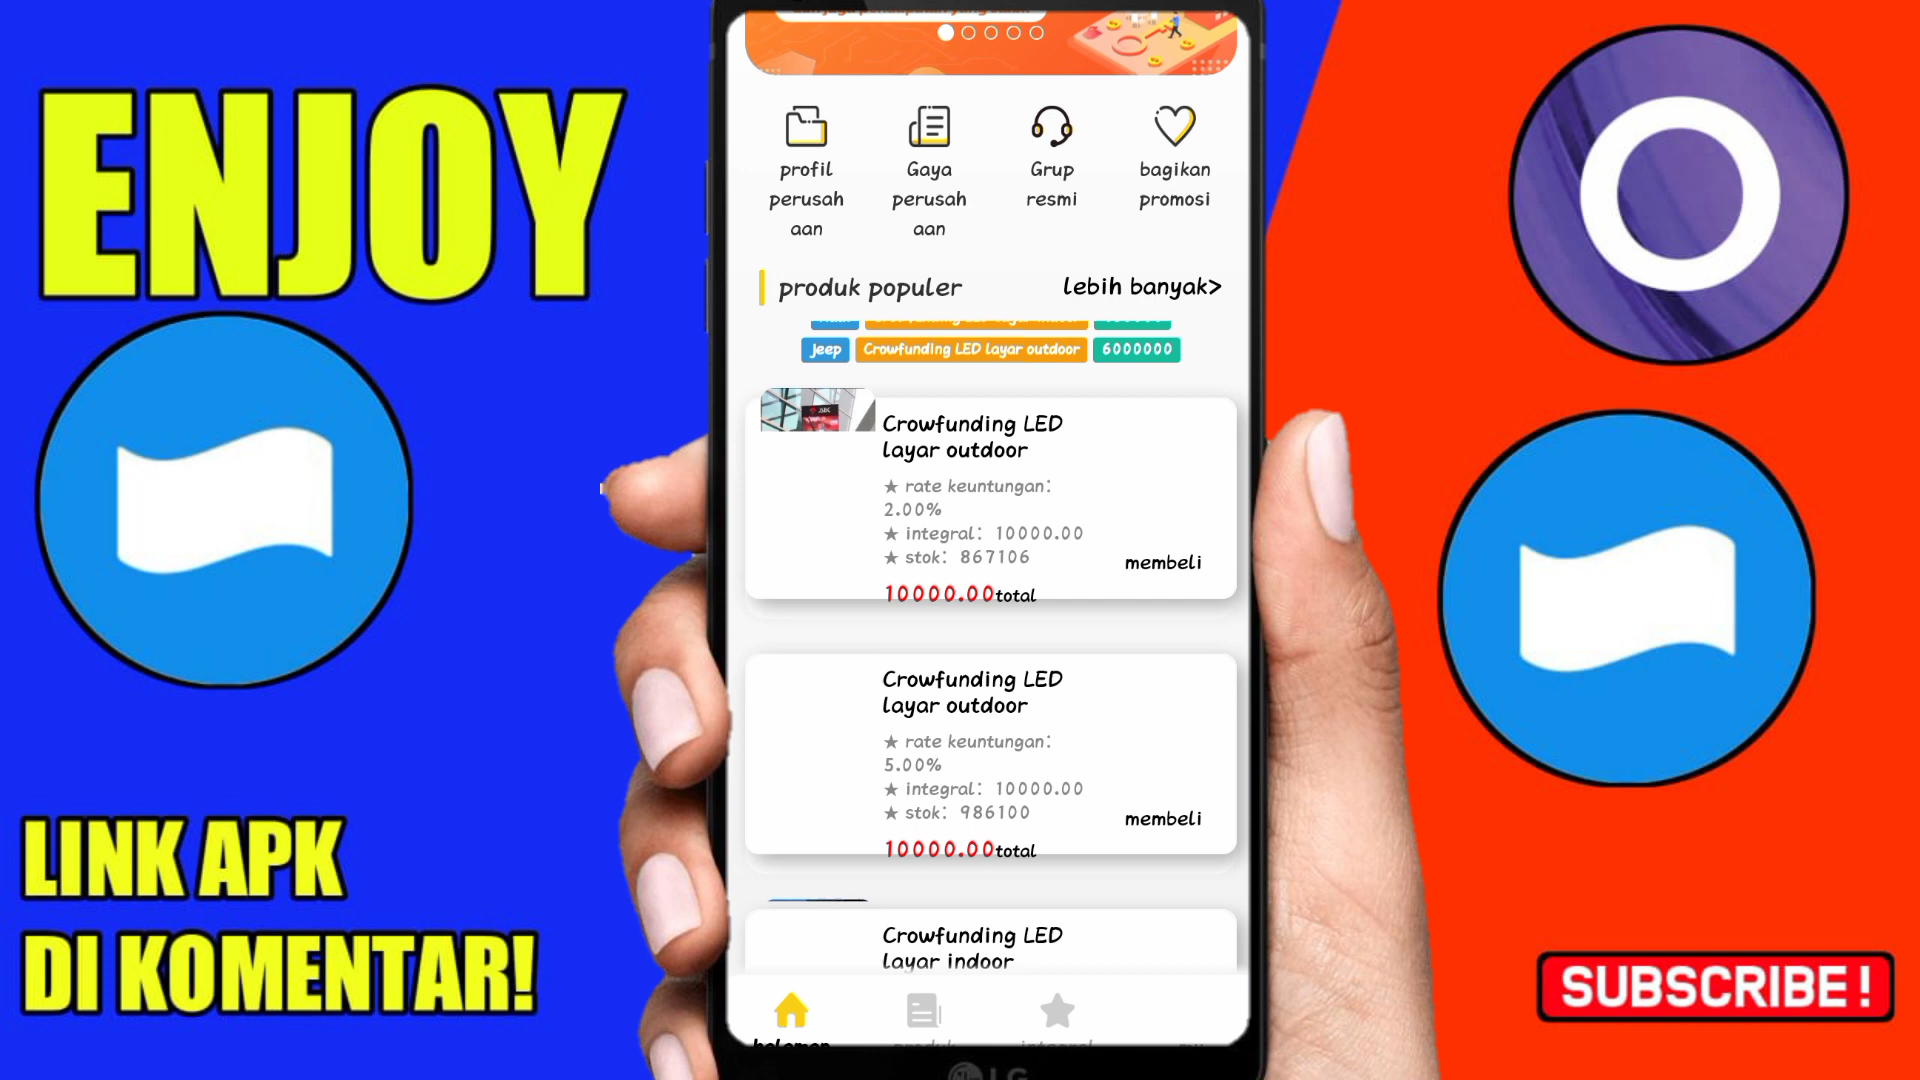 ENJOY
LINK APK
DI KOMENTAR!
profil
perusah
aan
Gaya
perusah
aan
Grup
resmi
bagikan
promosi
produk populer
lebih banyak>
Jeep Crowfunding LED layar outdoor 6000000
Crowfunding LED
layar outdoor
★ rate keuntungan:
2.00%
★ integral: 10000.00
★ stok: 867106
membeli
10000.00total
Crowfunding LED
layar outdoor
★ rate keuntungan:
5.00%
★ integral: 10000.00
★ stok: 986100
membeli
10000.00total
Crowfunding LED
layar indoor
LG
SUBSCRIBE!